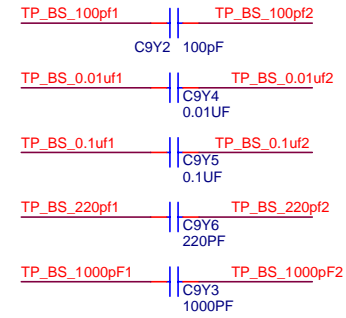 TP_BS_100pf1 TP_BS_100pf2
C9Y2 100pF
TP_BS_0.01uf1 TP_BS_0.01uf2
C9Y4
0.01UF
TP_BS_0.1uf1 TP_BS_0.1uf2
C9Y5
0.1UF
TP_BS_220pf1 TP_BS_220pf2
C9Y6
220PF
TP_BS_1000pF1 TP_BS_1000pF2
C9Y3
1000PF